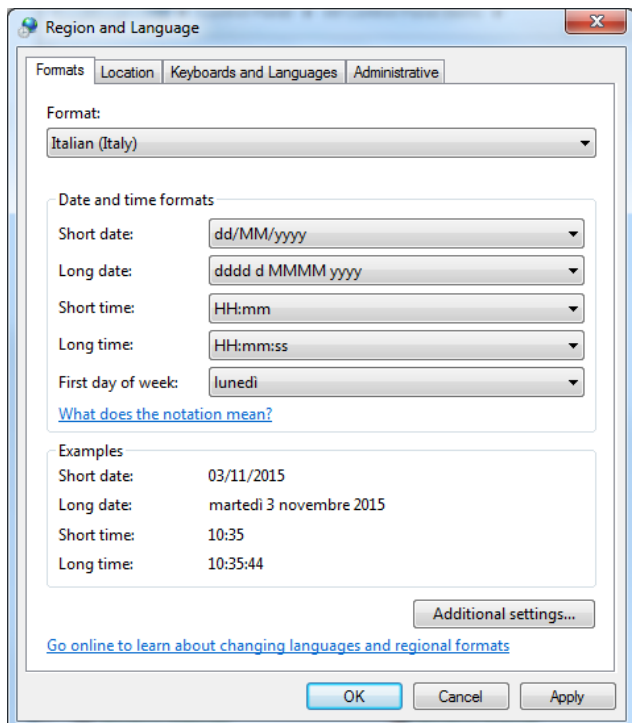 Region and Language
Formats Location Keyboards and Languages Administrative
Format:
Italian (Italy)
Date and time formats
Short date: dd/MM/yyyy
Long date: dddd d MMMM yyyy
Short time: HH:mm
Long time: HH:mm:ss
First day of week: lunedì
What does the notation mean?
Examples
Short date: 03/11/2015
Long date: martedì 3 novembre 2015
Short time: 10:35
Long time: 10:35:44
Additional settings...
Go online to learn about changing languages and regional formats
OK Cancel Apply